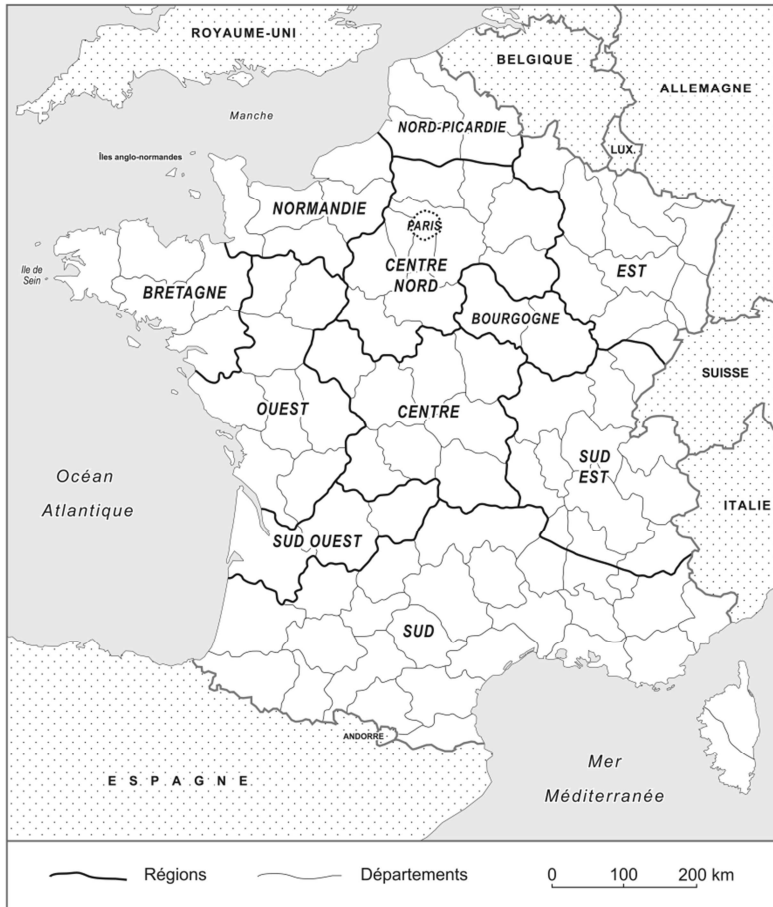 ROYAUME-UNI
BELGIQUE
ALLEMAGNE
Manche
NORD-PICARDIE
LUX.
Îles anglo-normandes
NORMANDIE
PARIS
Ile de
Sein
CENTRE
NORD
EST
BRETAGNE
BOURGOGNE
SUISSE
OUEST
CENTRE
SUD
EST
Océan
Atlantique
ITALIE
SUD OUEST
SUD
ANDORRE
ESPAGNE
Mer
Méditerranée
Régions
Départements
0 100 200 km